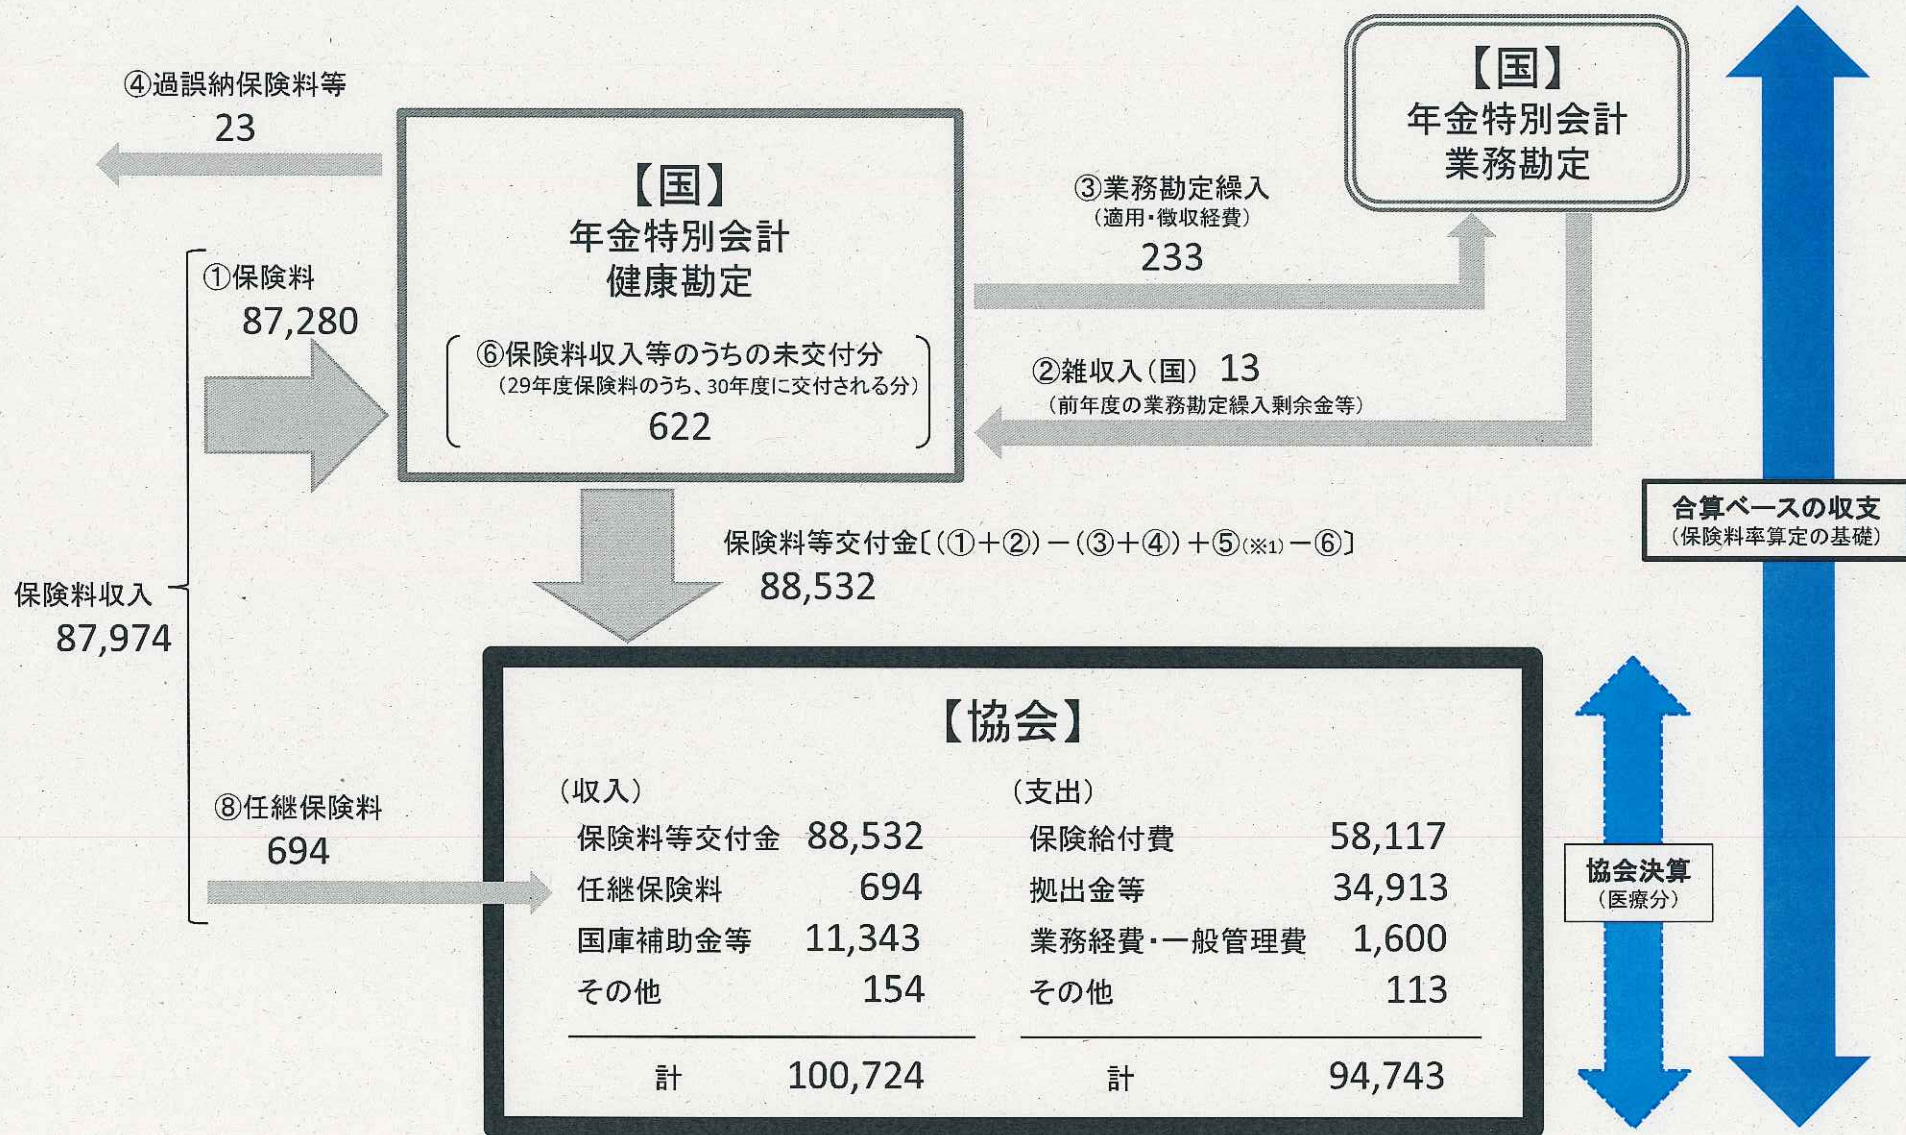 ④過誤納保険料等
23
【国】
年金特別会計
健康勘定
⑥保険料収入等のうちの未交付分
(29年度保険料のうち、30年度に交付される分)
622
【国】
年金特別会計
業務勘定
③業務勘定繰入
(適用・徴収経費)
233
②雑収入(国) 13
(前年度の業務勘定繰入剰余金等)
①保険料
87,280
保険料収入
87,974
保険料等交付金〔(①+②)-(③+④)+⑤(※1)-⑥〕
88,532
合算ベースの収支
(保険料率算定の基礎)
⑧任継保険料
694
【協会】
(収入)
保険料等交付金 88,532
任継保険料 694
国庫補助金等 11,343
その他 154
計 100,724
(支出)
保険給付費 58,117
拠出金等 34,913
業務経費・一般管理費 1,600
その他 113
計 94,743
協会決算
(医療分)